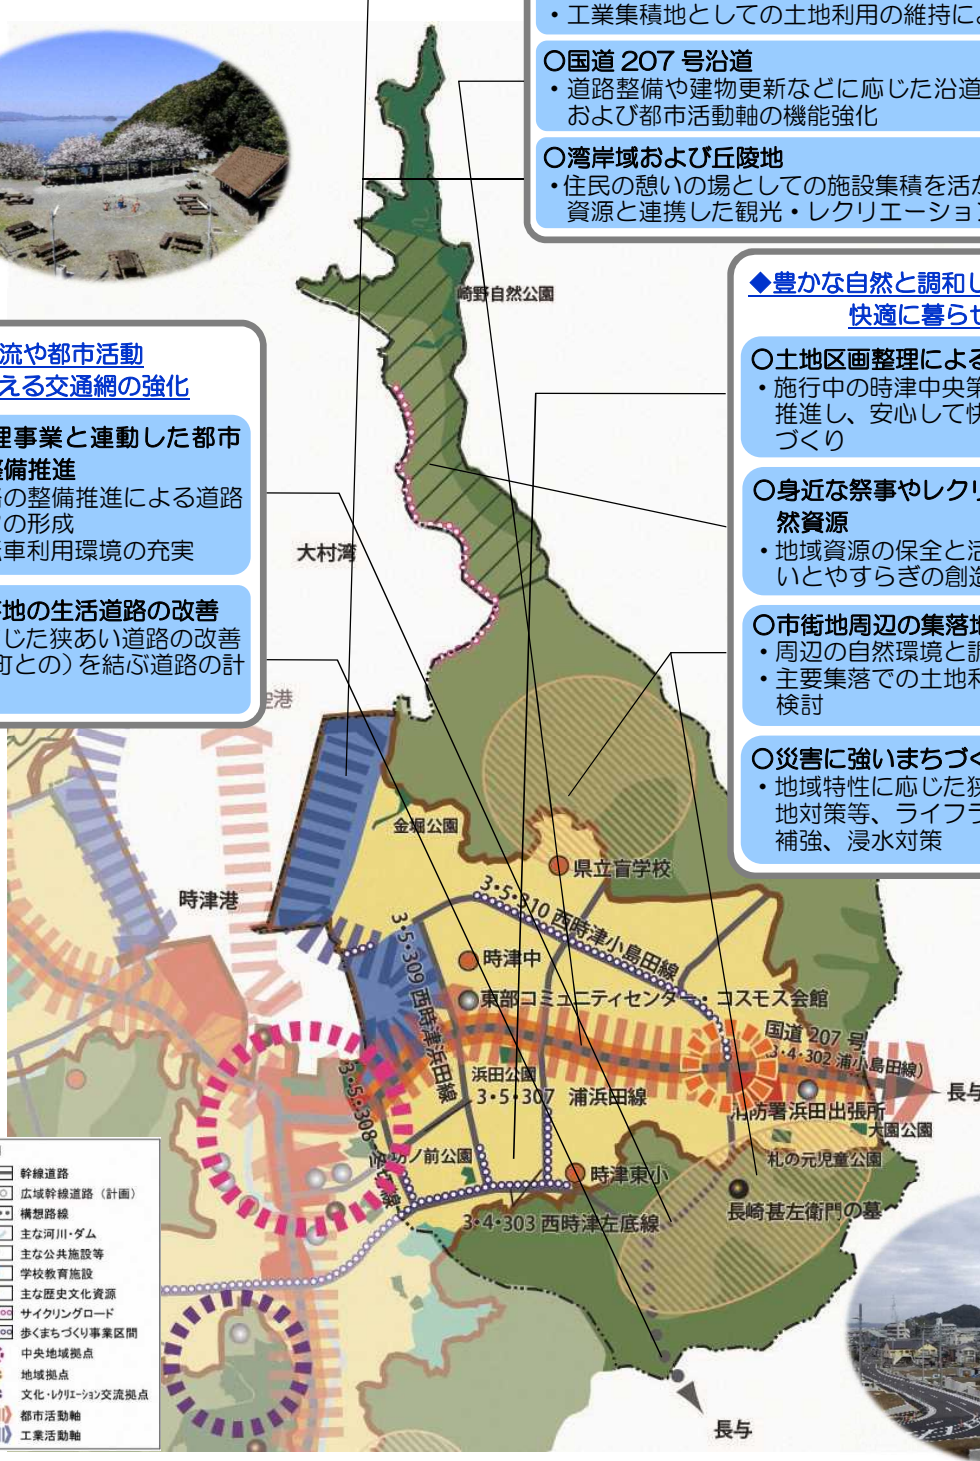 ・工業集積地としての土地利用の維持によ
〇国道 207 号沿道
・道路整備や建物更新などに応じた沿道
および都市活動軸の機能強化
〇湾岸域および丘陵地
・住民の憩いの場としての施設集積を活か
資源と連携した観光・レクリエーション
◆豊かな自然と調和し
快適に暮らせ
〇土地区画整理による
・施行中の時津中央第
推進し、安心して快
づくり
〇身近な祭事やレクリ
然資源
・地域資源の保全と活
いとやすらぎの創造
〇市街地周辺の集落地
・周辺の自然環境と調
・主要集落での土地利
検討
〇災害に強いまちづく
・地域特性に応じた狭
地対策等、ライフラ
補強、浸水対策
流や都市活動
える交通網の強化
理事業と連動した都市
整備推進
路の整備推進による道路
クの形成
転車利用環境の充実
落地の生活道路の改善
じた狭あい道路の改善
町との)を結ぶ道路の計
崎野自然公園
大村湾
空港
金堀公園
時津港
県立盲学校
3・5・310 西時津小島田線
3・5・309 西時津浜田線
時津中
東部コミュニティセンター・コスモス会館
国道 207 号
3・4・302 浦小島田線)
浜田公園
3・5・307 浦浜田線
長与
消防署浜田出張所
大園公園
3・5・308
ノ前公園
札の元児童公園
時津東小
長崎甚左衛門の墓
3・4・303 西時津左底線
長与
幹線道路
広域幹線道路(計画)
構想路線
主な河川・ダム
主な公共施設等
学校教育施設
主な歴史文化資源
サイクリングロード
歩くまちづくり事業区間
中央地域拠点
地域拠点
文化・レクリエーション交流拠点
都市活動軸
工業活動軸